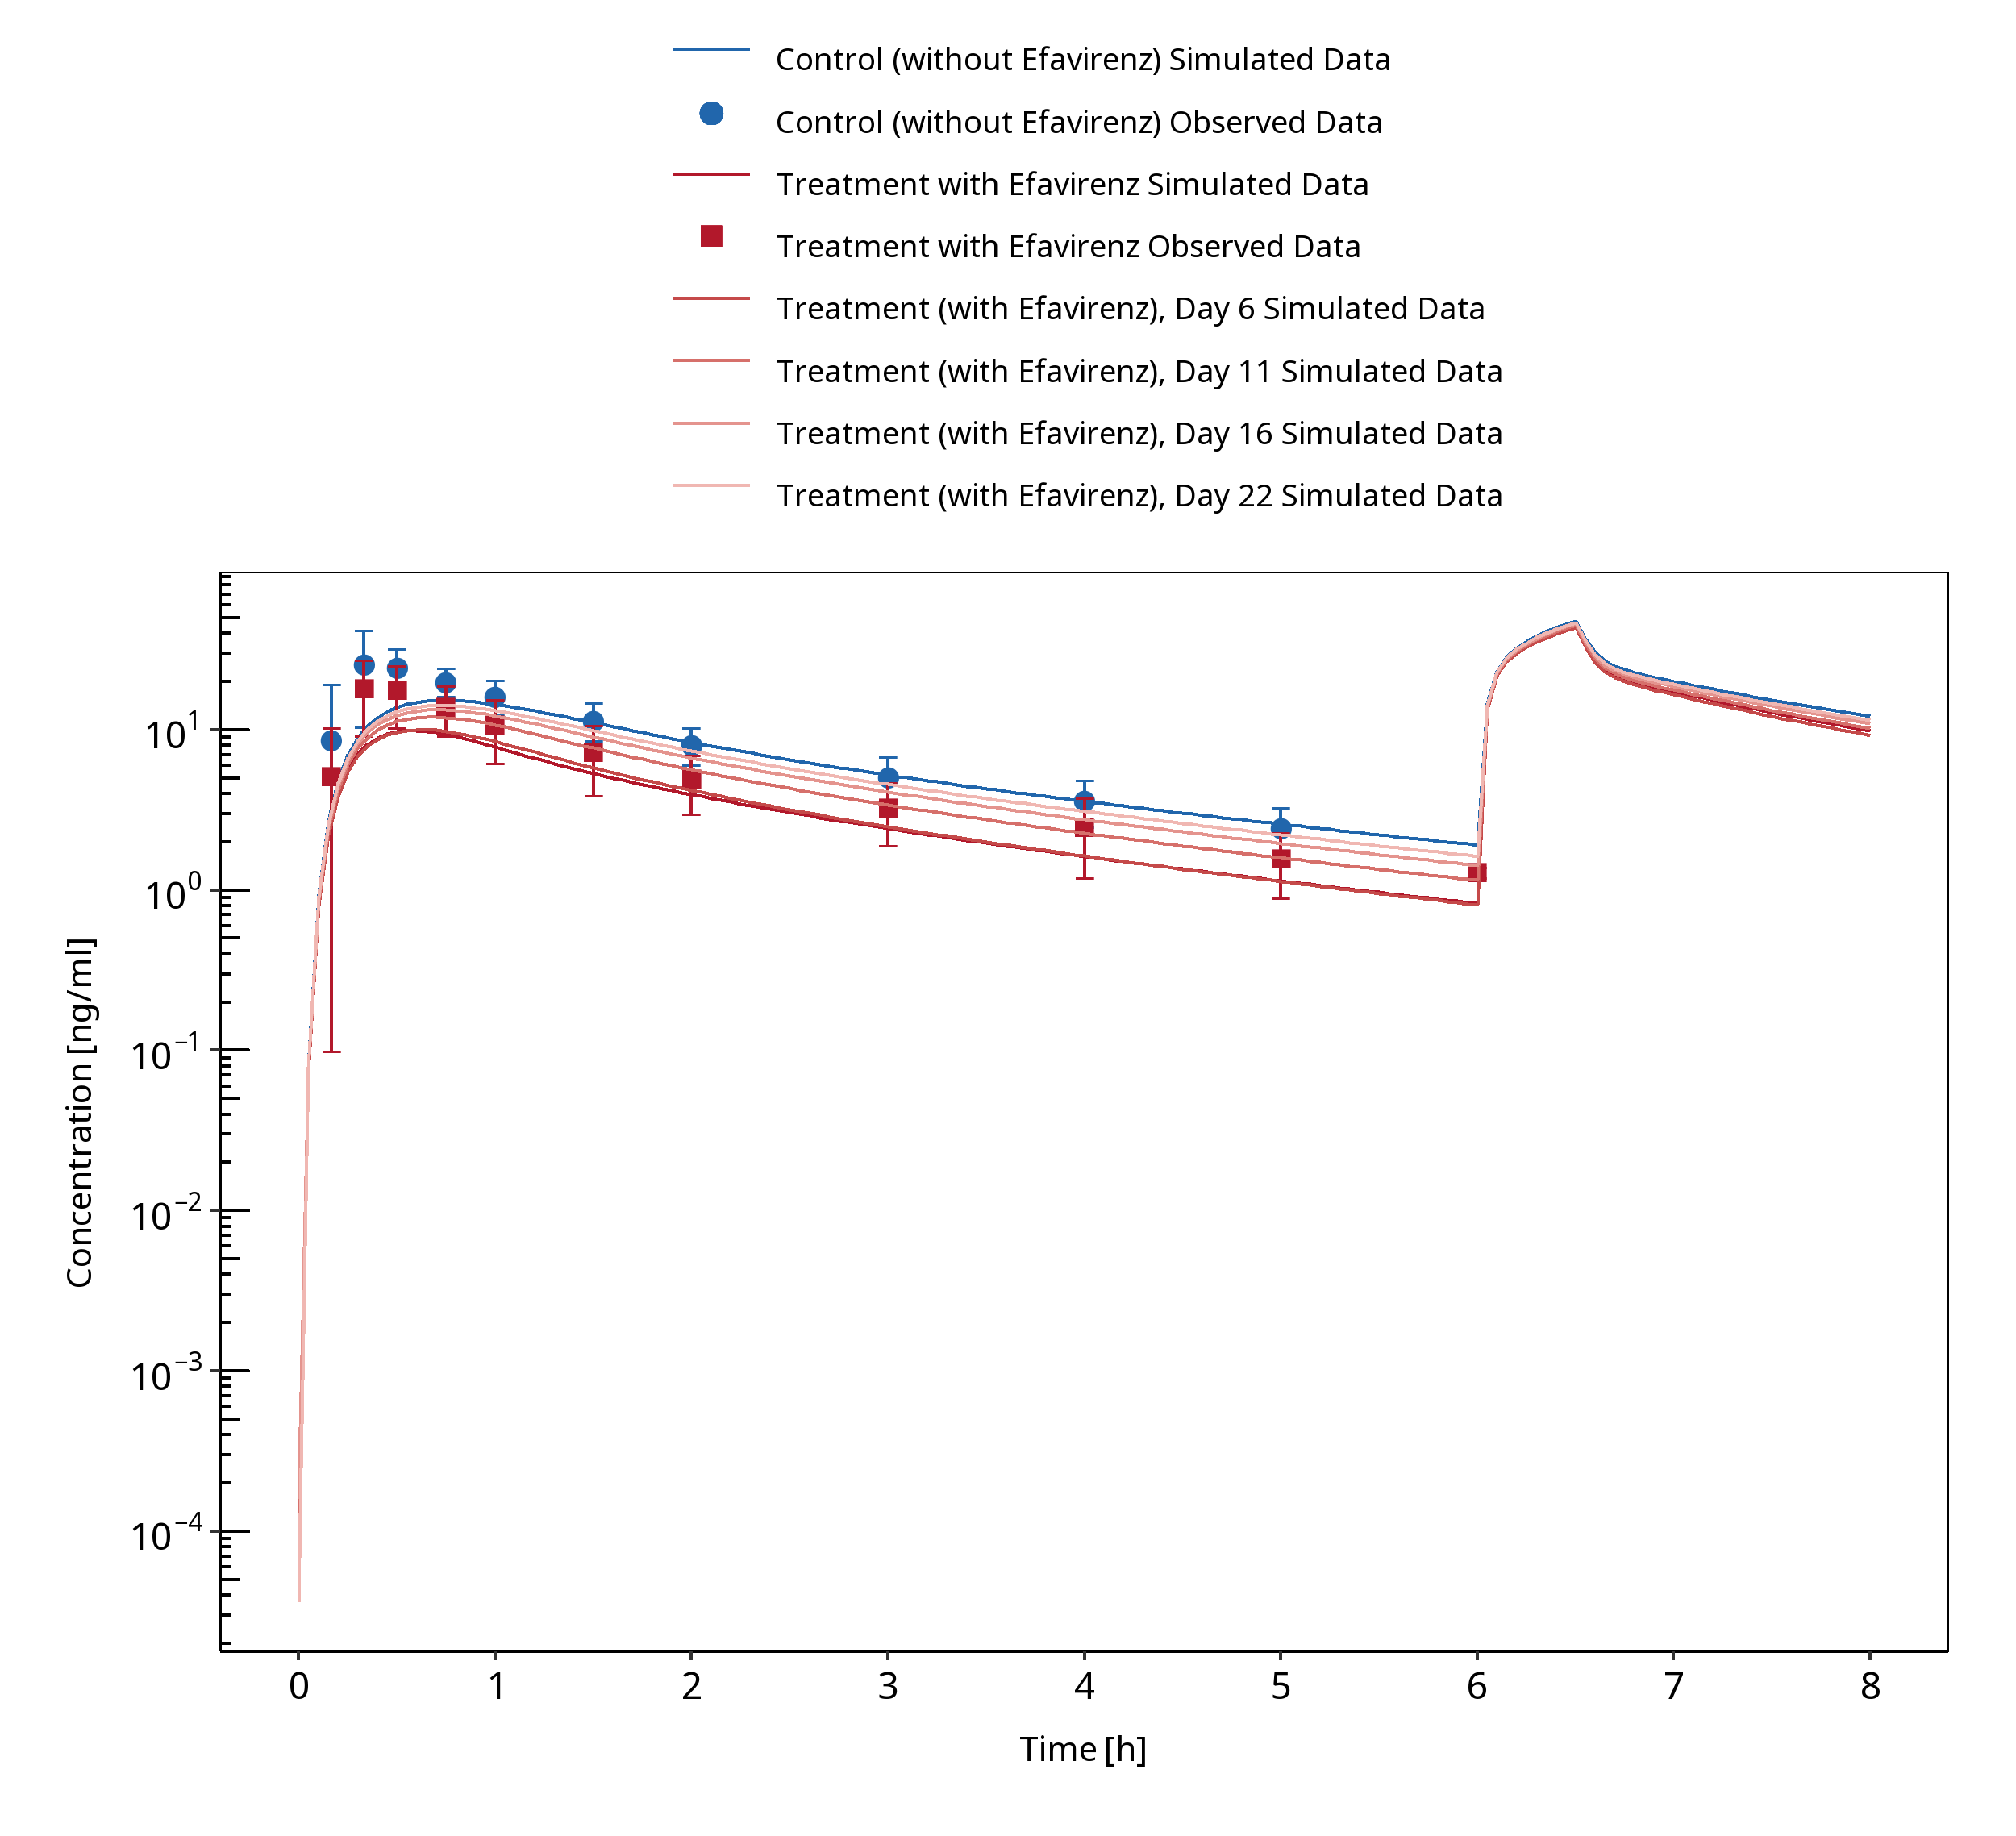 Control (without Efavirenz) Simulated Data
Control (without Efavirenz) Observed Data
Treatment with Efavirenz Simulated Data
Treatment with Efavirenz Observed Data
Treatment (with Efavirenz), Day 6 Simulated Data
Treatment (with Efavirenz), Day 11 Simulated Data
Treatment (with Efavirenz), Day 16 Simulated Data
Treatment (with Efavirenz), Day 22 Simulated Data
10¹
10⁰
10⁻¹
10⁻²
10⁻³
10⁻⁴
Concentration [ng/ml]
0 1 2 3 4 5 6 7 8
Time [h]